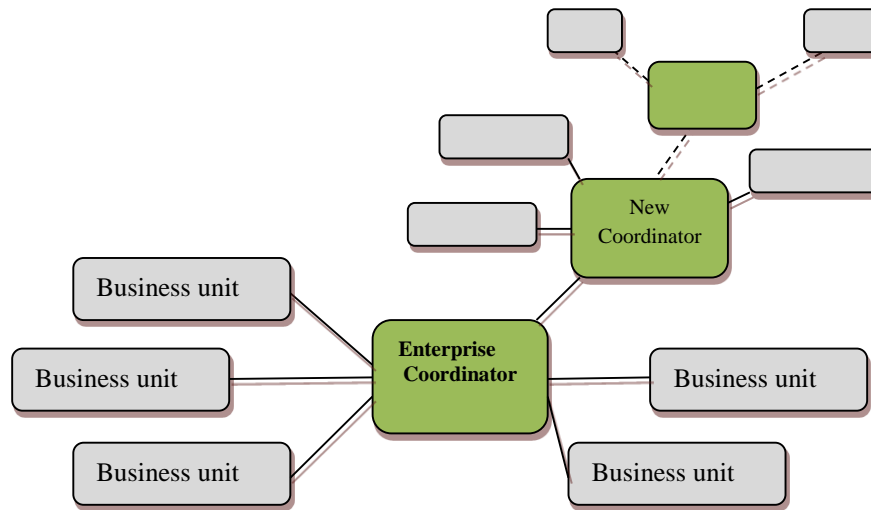 New
Coordinator
Business unit
Enterprise
Coordinator
Business unit
Business unit
Business unit
Business unit